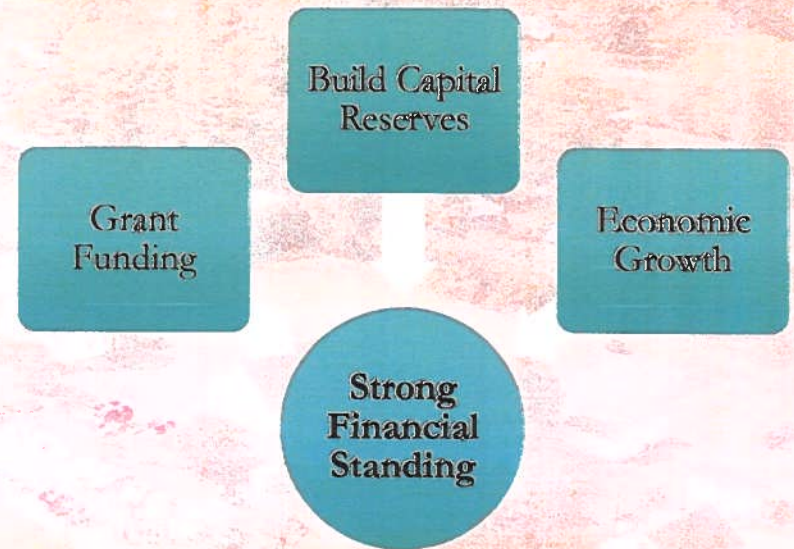 Build Capital
Reserves
Grant
Funding
Economic
Growth
Strong
Financial
Standing